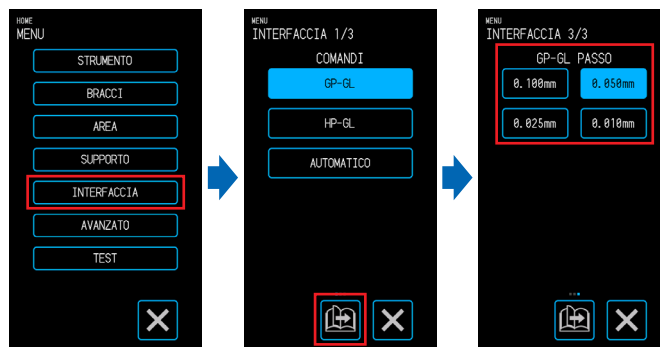 HOME
MENU
STRUMENTO
BRACCI
AREA
SUPPORTO
INTERFACCIA
AVANZATO
TEST
MENU
INTERFACCIA 1/3
COMANDI
GP-GL
HP-GL
AUTOMATICO
MENU
INTERFACCIA 3/3
GP-GL PASSO
0.100mm
0.050mm
0.025mm
0.010mm